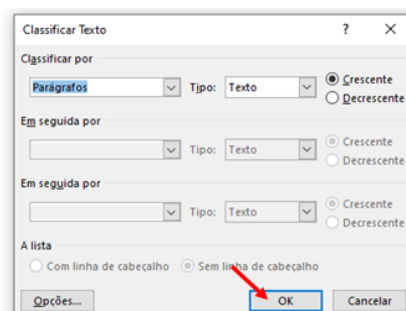 Classificar Texto ? ×
Classificar por
Parágrafos Tipo: Texto Crescente
Decrescente
Em seguida por
Tipo: Texto Crescente
Decrescente
Em seguida por
Tipo: Texto Crescente
Decrescente
A lista
Com linha de cabeçalho Sem linha de cabeçalho
Opções... OK Cancelar